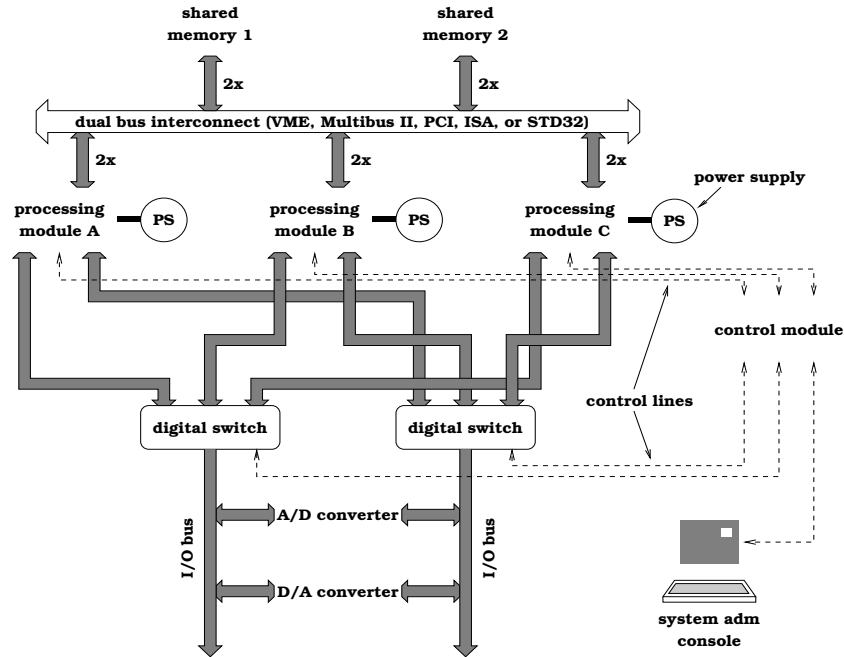 shared
memory 1
shared
memory 2
2x
2x
dual bus interconnect (VME, Multibus II, PCI, ISA, or STD32)
2x
2x
2x
power supply
processing
module A
PS
processing
module B
PS
processing
module C
PS
control module
control lines
digital switch
digital switch
I/O bus
A/D converter
I/O bus
D/A converter
system adm
console